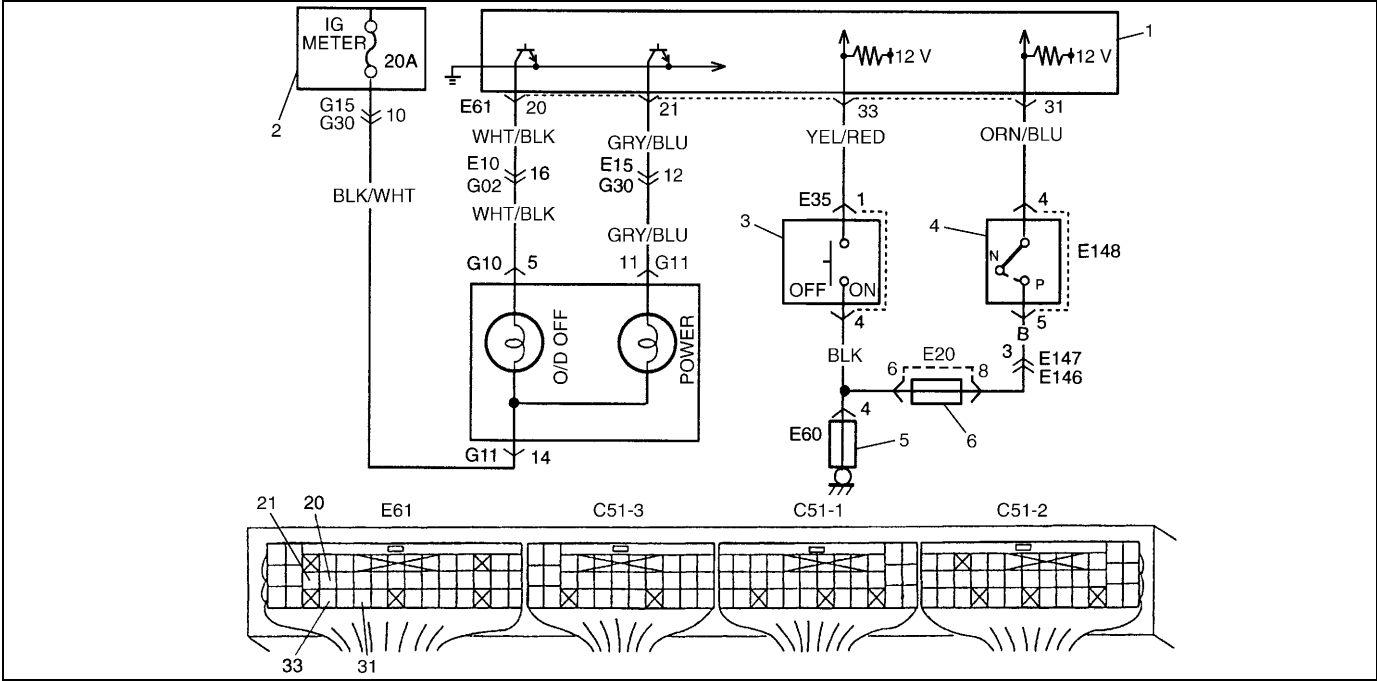 IG
METER
20A
2
G15
G30
10
BLK/WHT
1
12 V
12 V
E61
20
21
33
31
WHT/BLK
GRY/BLU
YEL/RED
ORN/BLU
E10
G02
16
E15
G30
12
WHT/BLK
GRY/BLU
G10
5
11
G11
O/D OFF
POWER
G11
14
E35
1
3
OFF
ON
4
BLK
4
4
N
P
E148
5
B
3
E147
E146
6
E20
8
6
4
E60
5
21
20
E61
C51-3
C51-1
C51-2
33
31